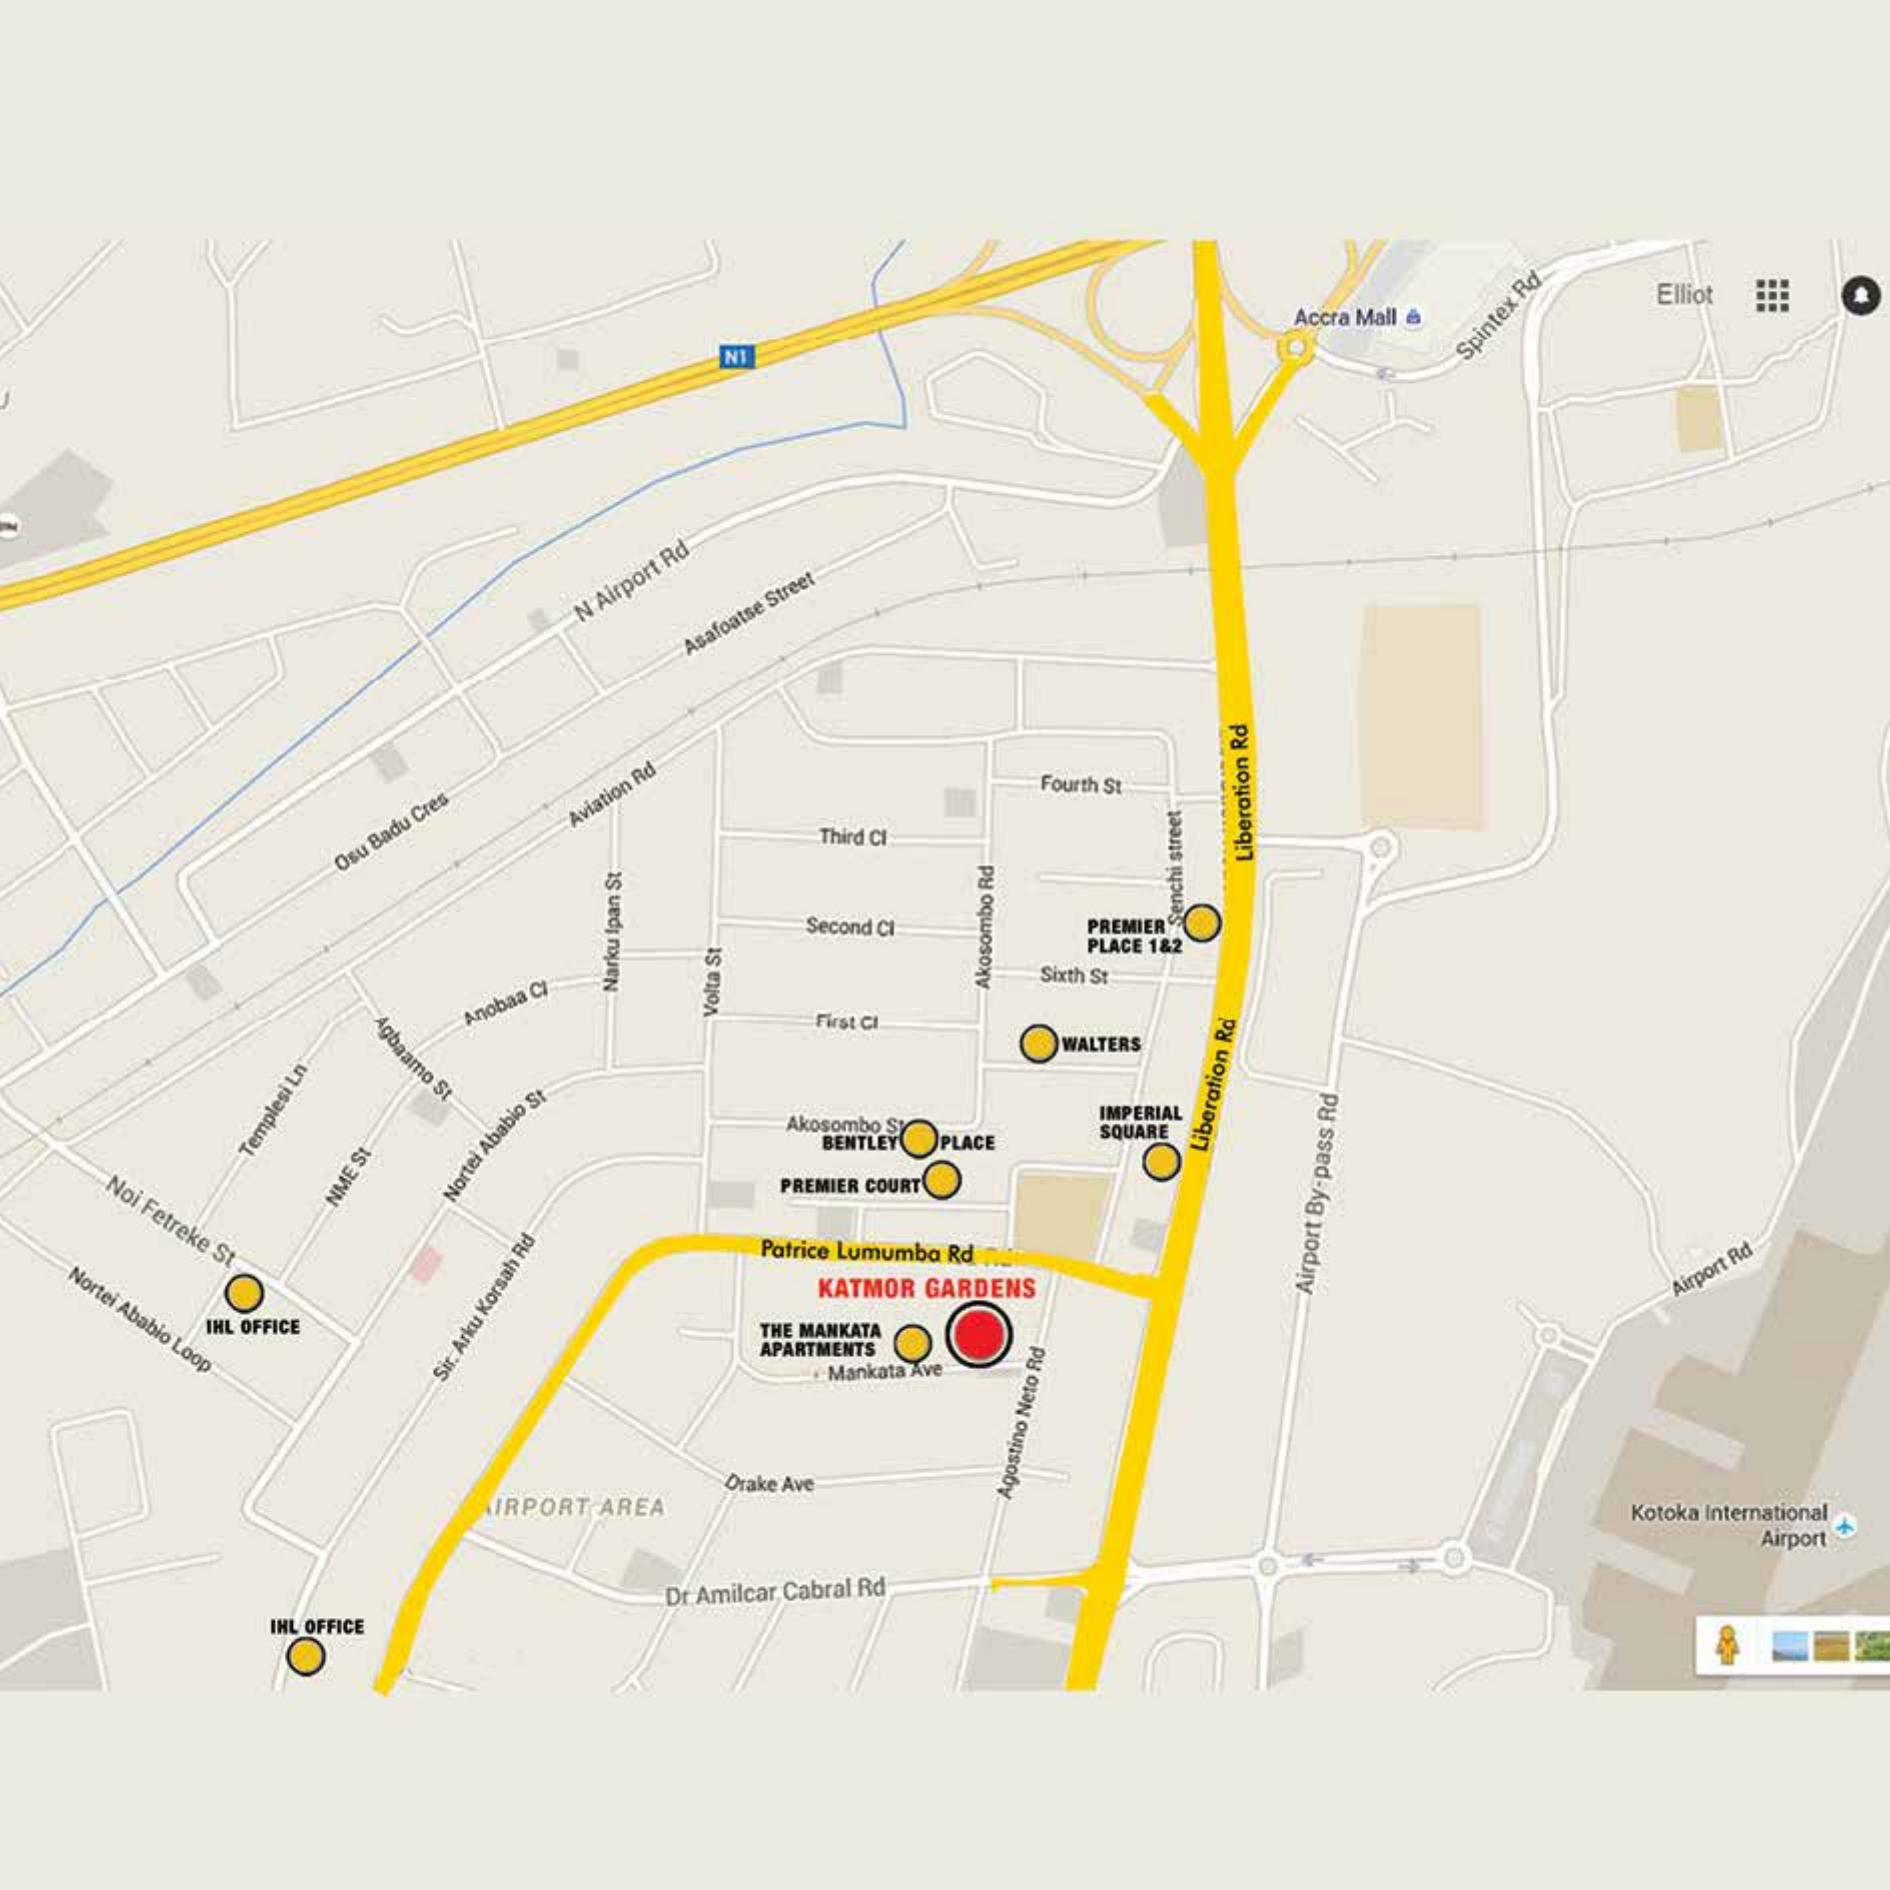 Elliot
Accra Mall
Spintex Rd
N1
N Airport Rd
Asafoatse Street
Osu Badu Cres
Aviation Rd
Liberation Rd
Fourth St
Third Cl
Senchi street
Narku Ipan St
Akosombo Rd
Second Cl
PREMIER
PLACE 1&2
Volta St
Sixth St
Anobaa Cl
First Cl
Agbaamo St
WALTERS
Liberation Rd
Templesi Ln
Nortei Ababio St
NME St
Akosombo St
BENTLEY PLACE
IMPERIAL
SQUARE
PREMIER COURT
Airport By-pass Rd
Noi Fetreke St
Patrice Lumumba Rd
Airport Rd
Sir. Arku Korsah Rd
KATMOR GARDENS
Nortei Ababio Loop
IHL OFFICE
THE MANKATA
APARTMENTS
Mankata Ave
Agostino Neto Rd
Drake Ave
AIRPORT AREA
Kotoka International
Airport
Dr Amilcar Cabral Rd
IHL OFFICE